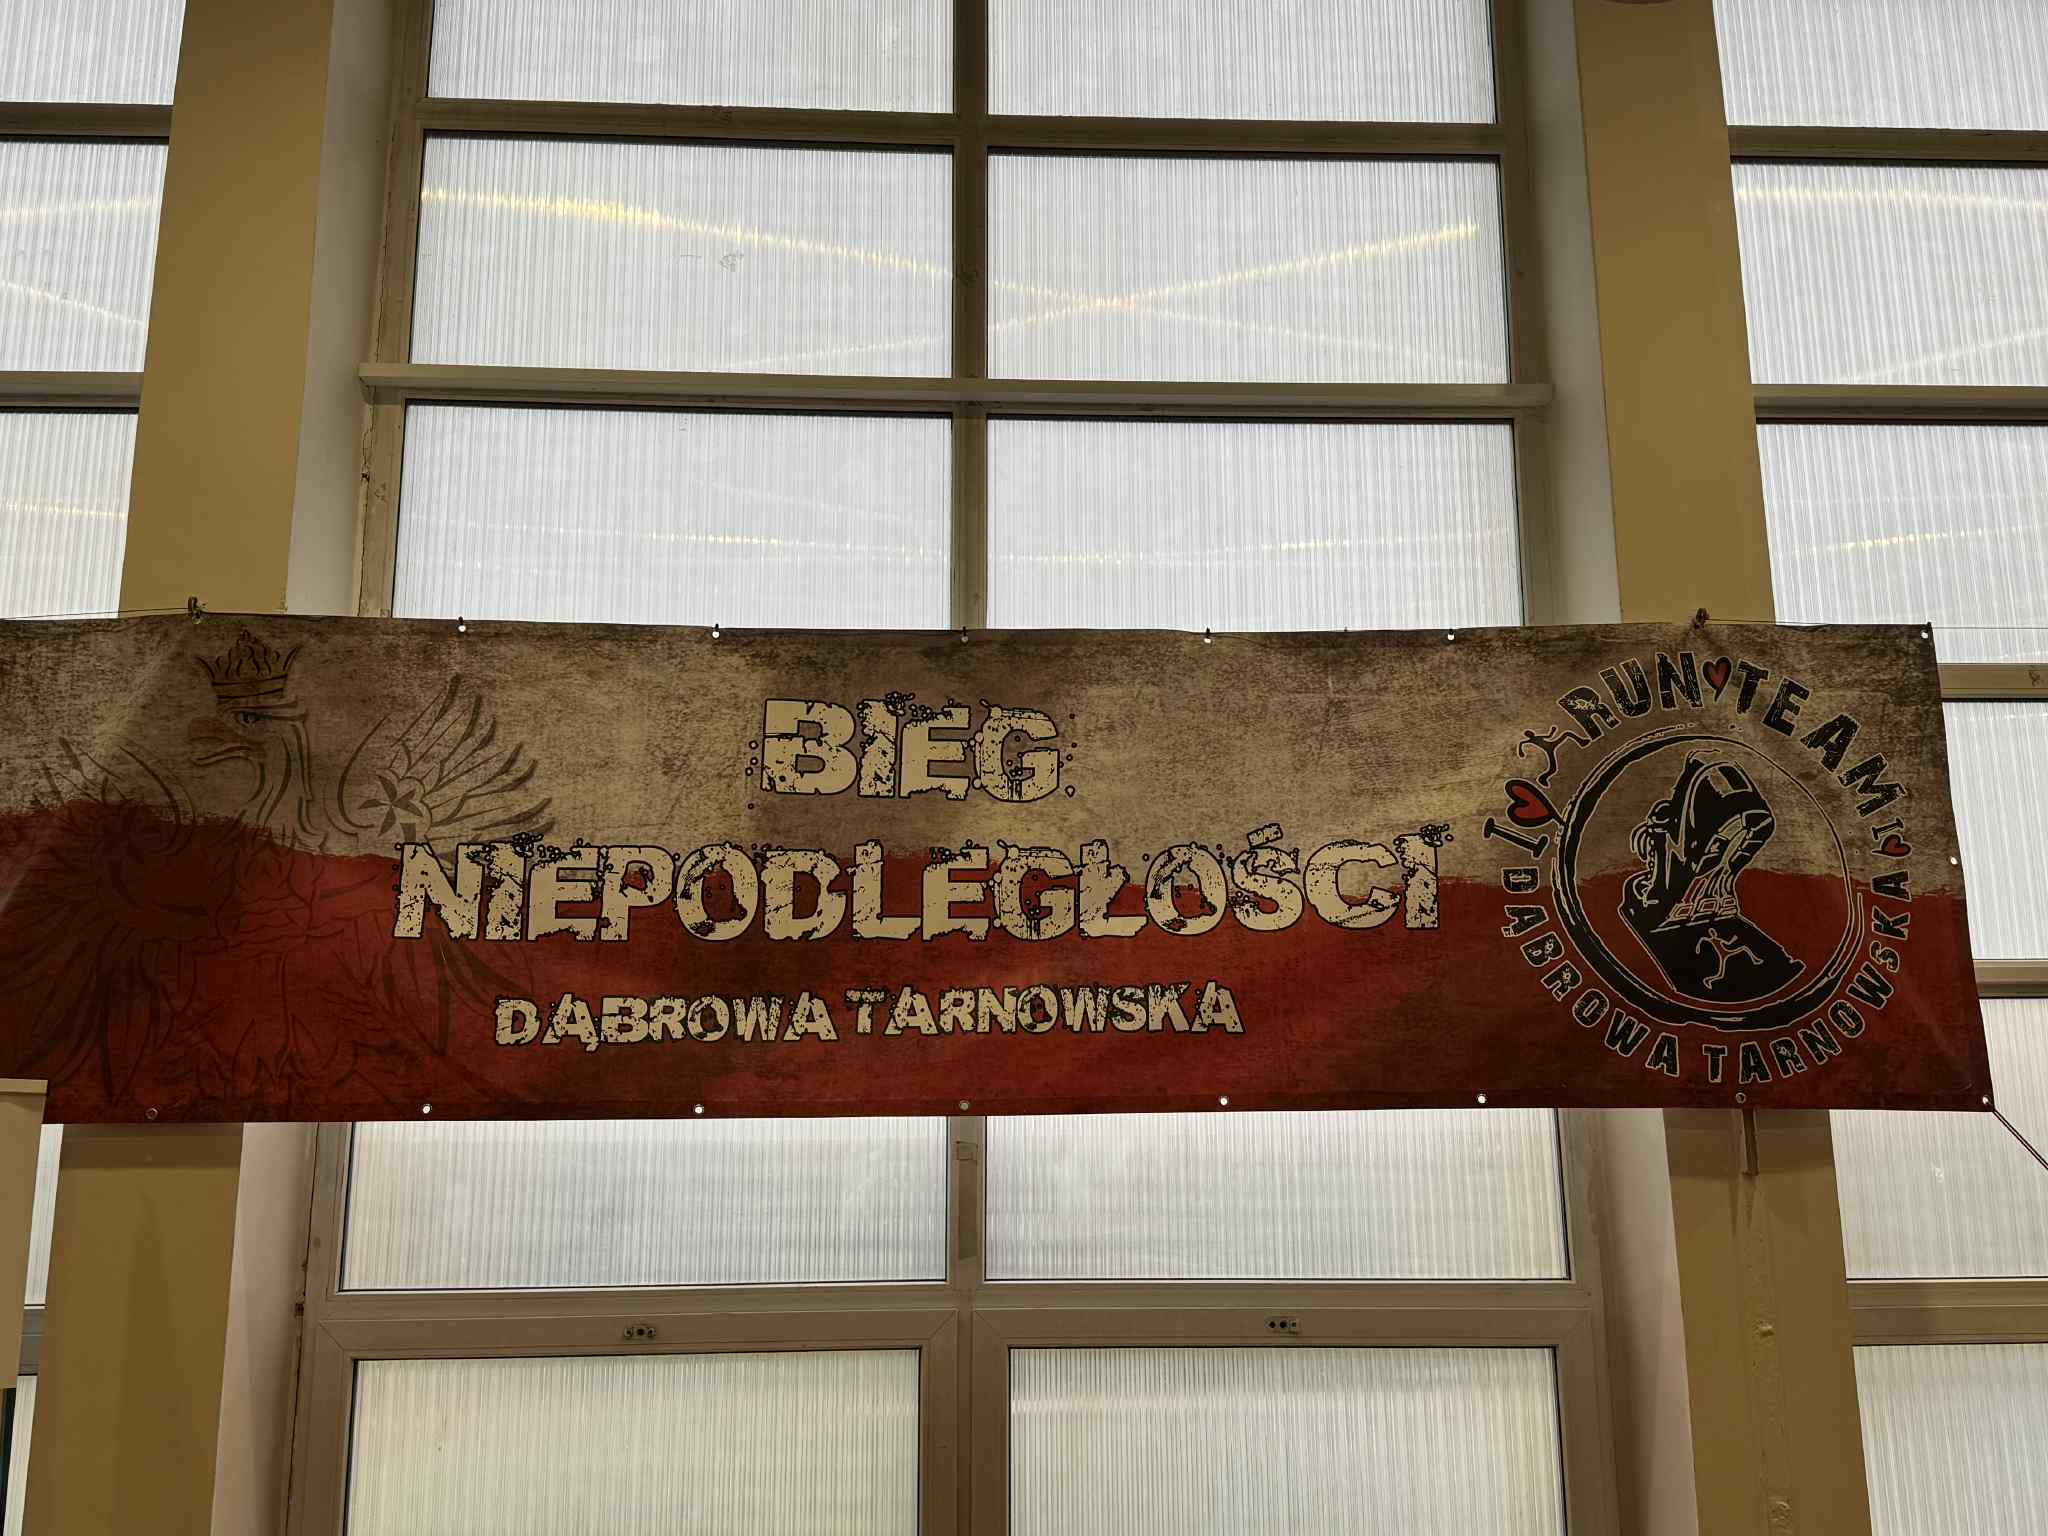 BIEG
NIEPODLEGŁOŚCI
DĄBROWA TARNOWSKA
I RUN TEAM I
DĄBROWA TARNOWSKA